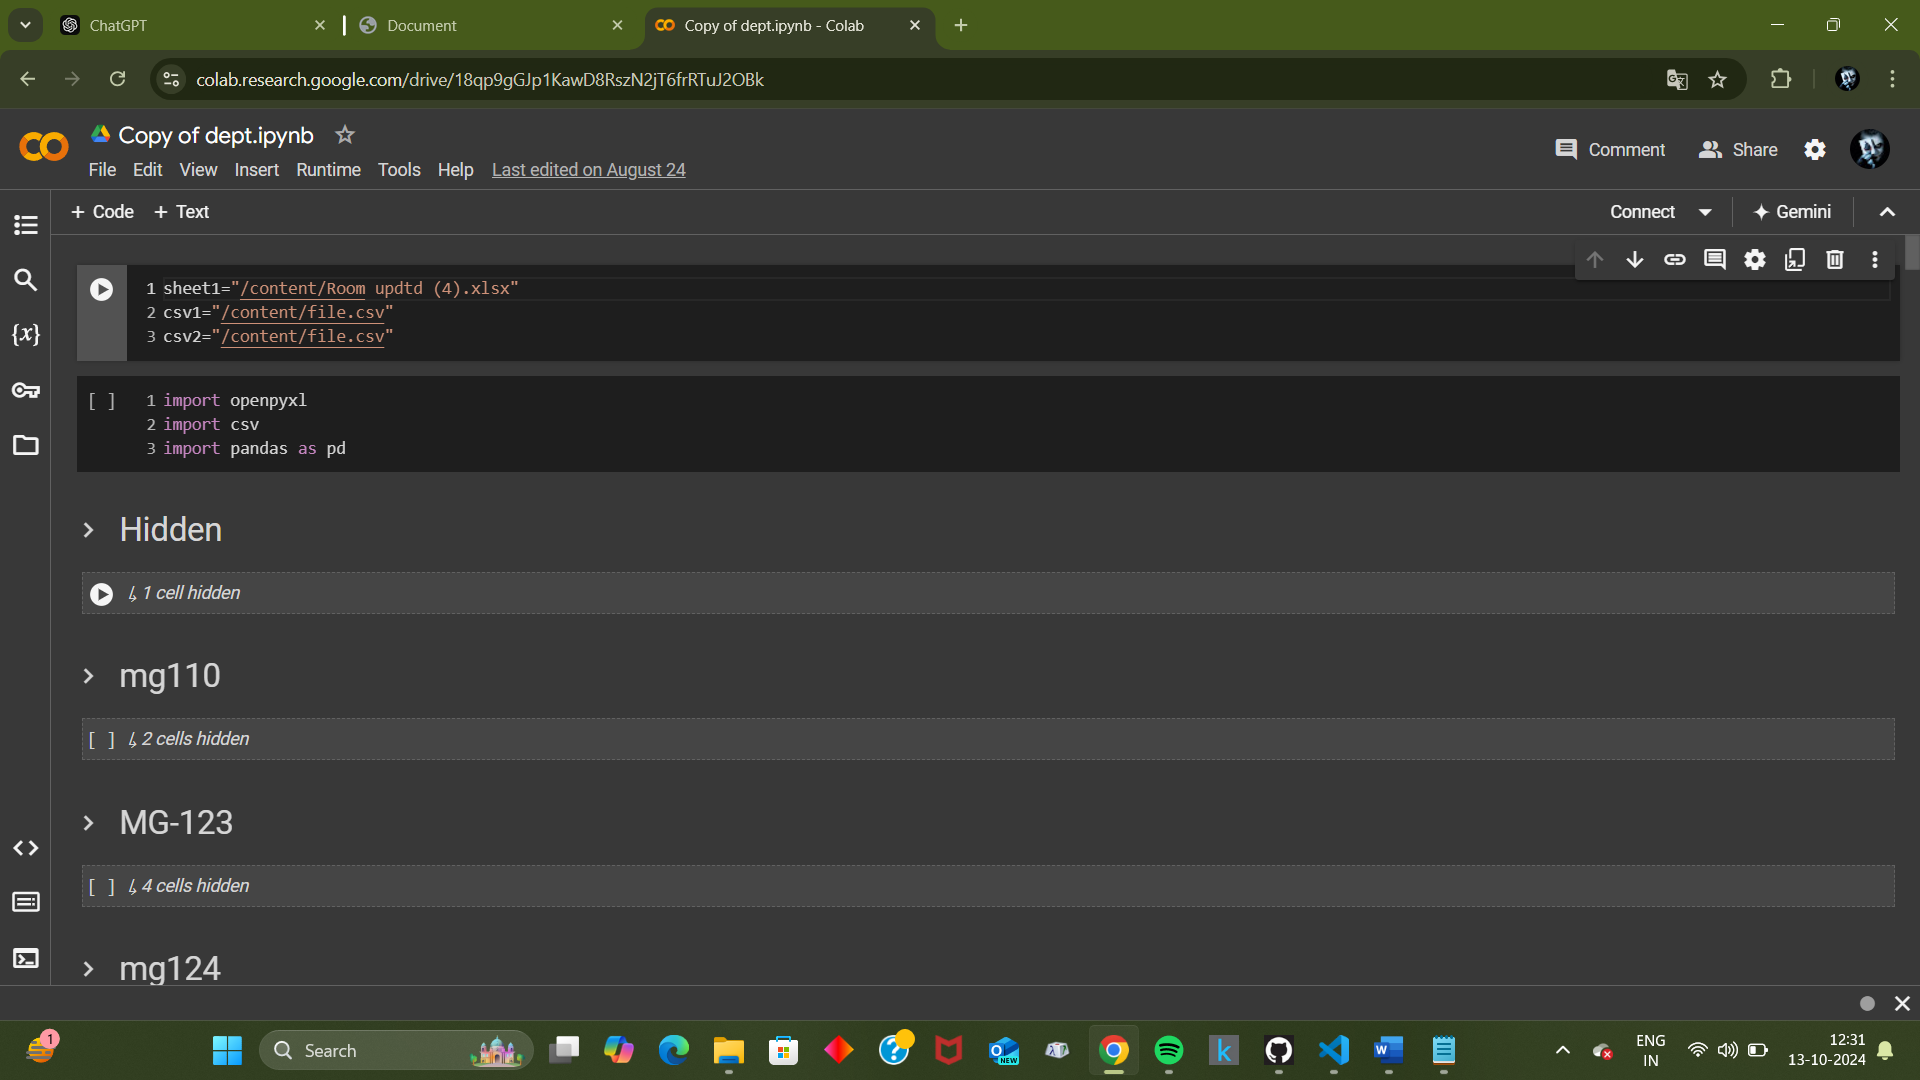 ChatGPT
Document
Copy of dept.ipynb - Colab
colab.research.google.com/drive/18qp9gGJp1KawD8RszN2jT6frRTuJ2OBk
Copy of dept.ipynb
Comment
Share
File Edit View Insert Runtime Tools Help Last edited on August 24
+ Code + Text
Connect
Gemini
1 sheet1="/content/Room updtd (4).xlsx"
2 csv1="/content/file.csv"
3 csv2="/content/file.csv"
{x}
[ ] 1 import openpyxl
2 import csv
3 import pandas as pd
Hidden
↳ 1 cell hidden
mg110
[ ] ↳ 2 cells hidden
MG-123
[ ] ↳ 4 cells hidden
mg124
1
Search
NEW
ENG
IN
12:31
13-10-2024